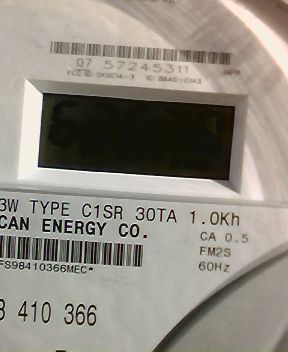 07 57245311
3W TYPE C1SR 30TA 1.0Kh
CAN ENERGY CO.
CA 0.5
FM2S
60Hz
FS98410366MEC*
8 410 366